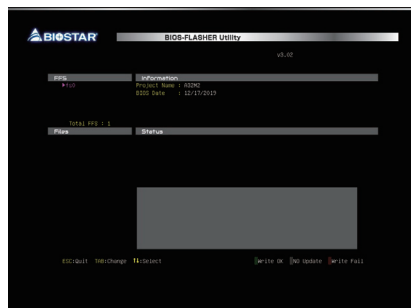 BIOSTAR
BIOS-FLASHER Utility
v3.02
FFS
Information
fs0
Project Name : A32M2
BIOS Date : 12/17/2019
Total FFS : 1
Files
Status
ESC:Quit TAB:Change ↑↓:Select
Write OK NO Update Write Fail